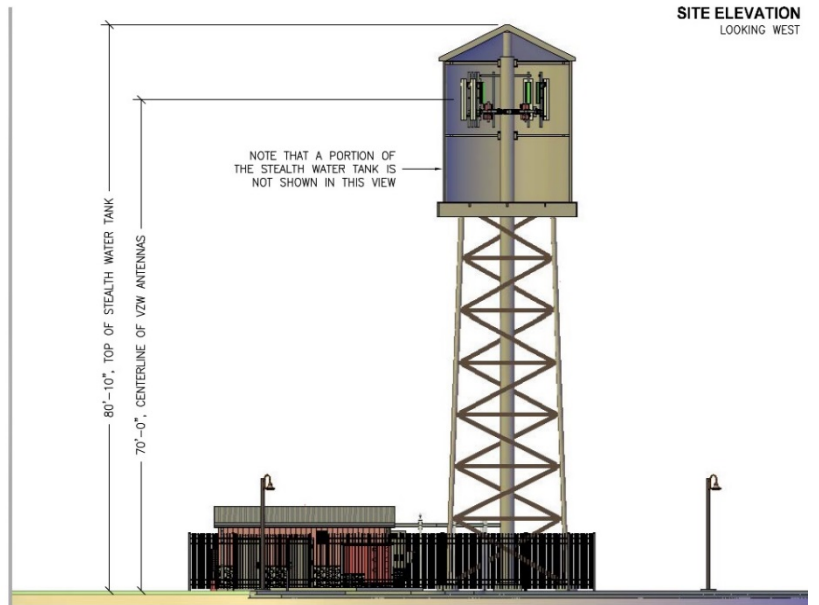 SITE ELEVATION
LOOKING WEST
NOTE THAT A PORTION OF
THE STEALTH WATER TANK IS
NOT SHOWN IN THIS VIEW
80'-10", TOP OF STEALTH WATER TANK
70'-0", CENTERLINE OF VZW ANTENNAS